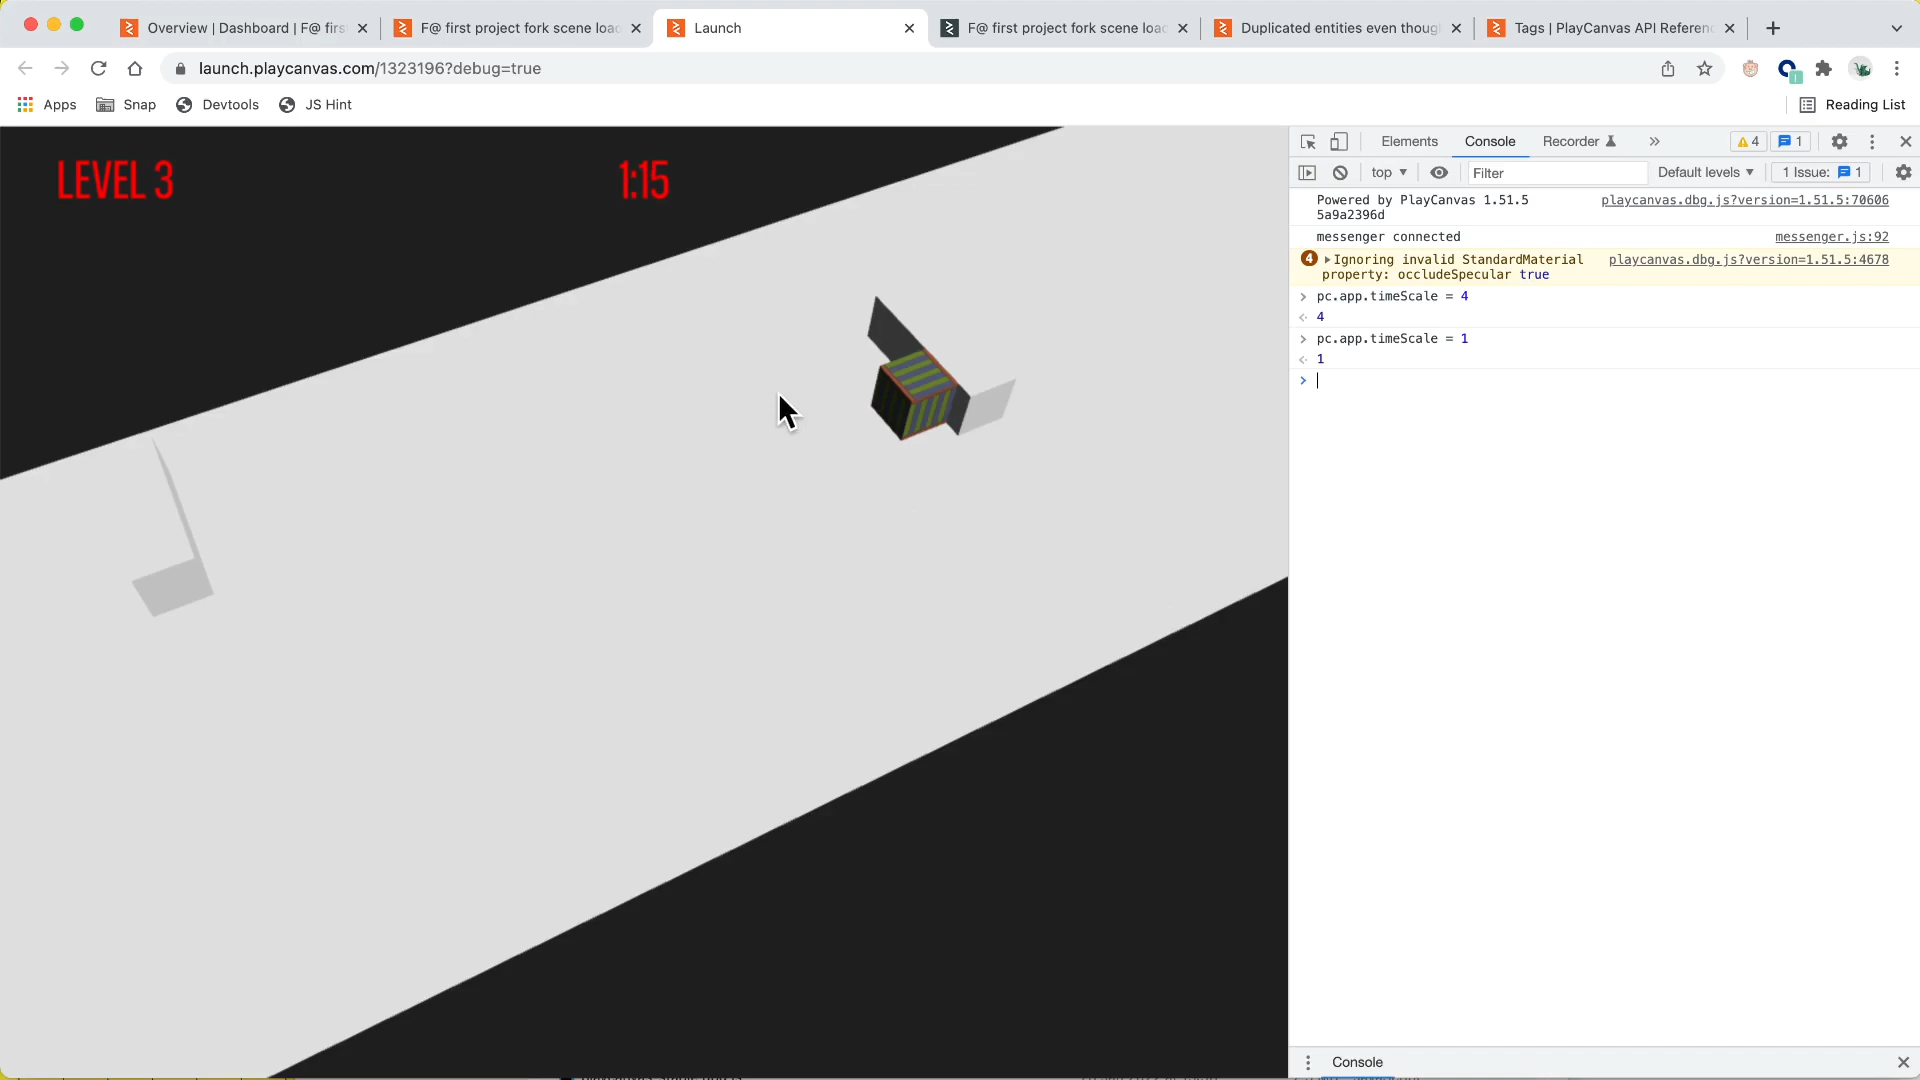 Overview | Dashboard | F@ firs
F@ first project fork scene load
Launch
F@ first project fork scene load
Duplicated entities even though
Tags | PlayCanvas API Referen
launch.playcanvas.com/1323196?debug=true
Apps
Snap
Devtools
JS Hint
Reading List
LEVEL 3
1:15
Elements
Console
Recorder
4
1
top
Filter
Default levels
1 Issue: 1
Powered by PlayCanvas 1.51.5 playcanvas.dbg.js?version=1.51.5:70606
5a9a2396d
messenger connected messenger.js:92
4 Ignoring invalid StandardMaterial playcanvas.dbg.js?version=1.51.5:4678
property: occludeSpecular true
pc.app.timeScale = 4
4
pc.app.timeScale = 1
1
Console